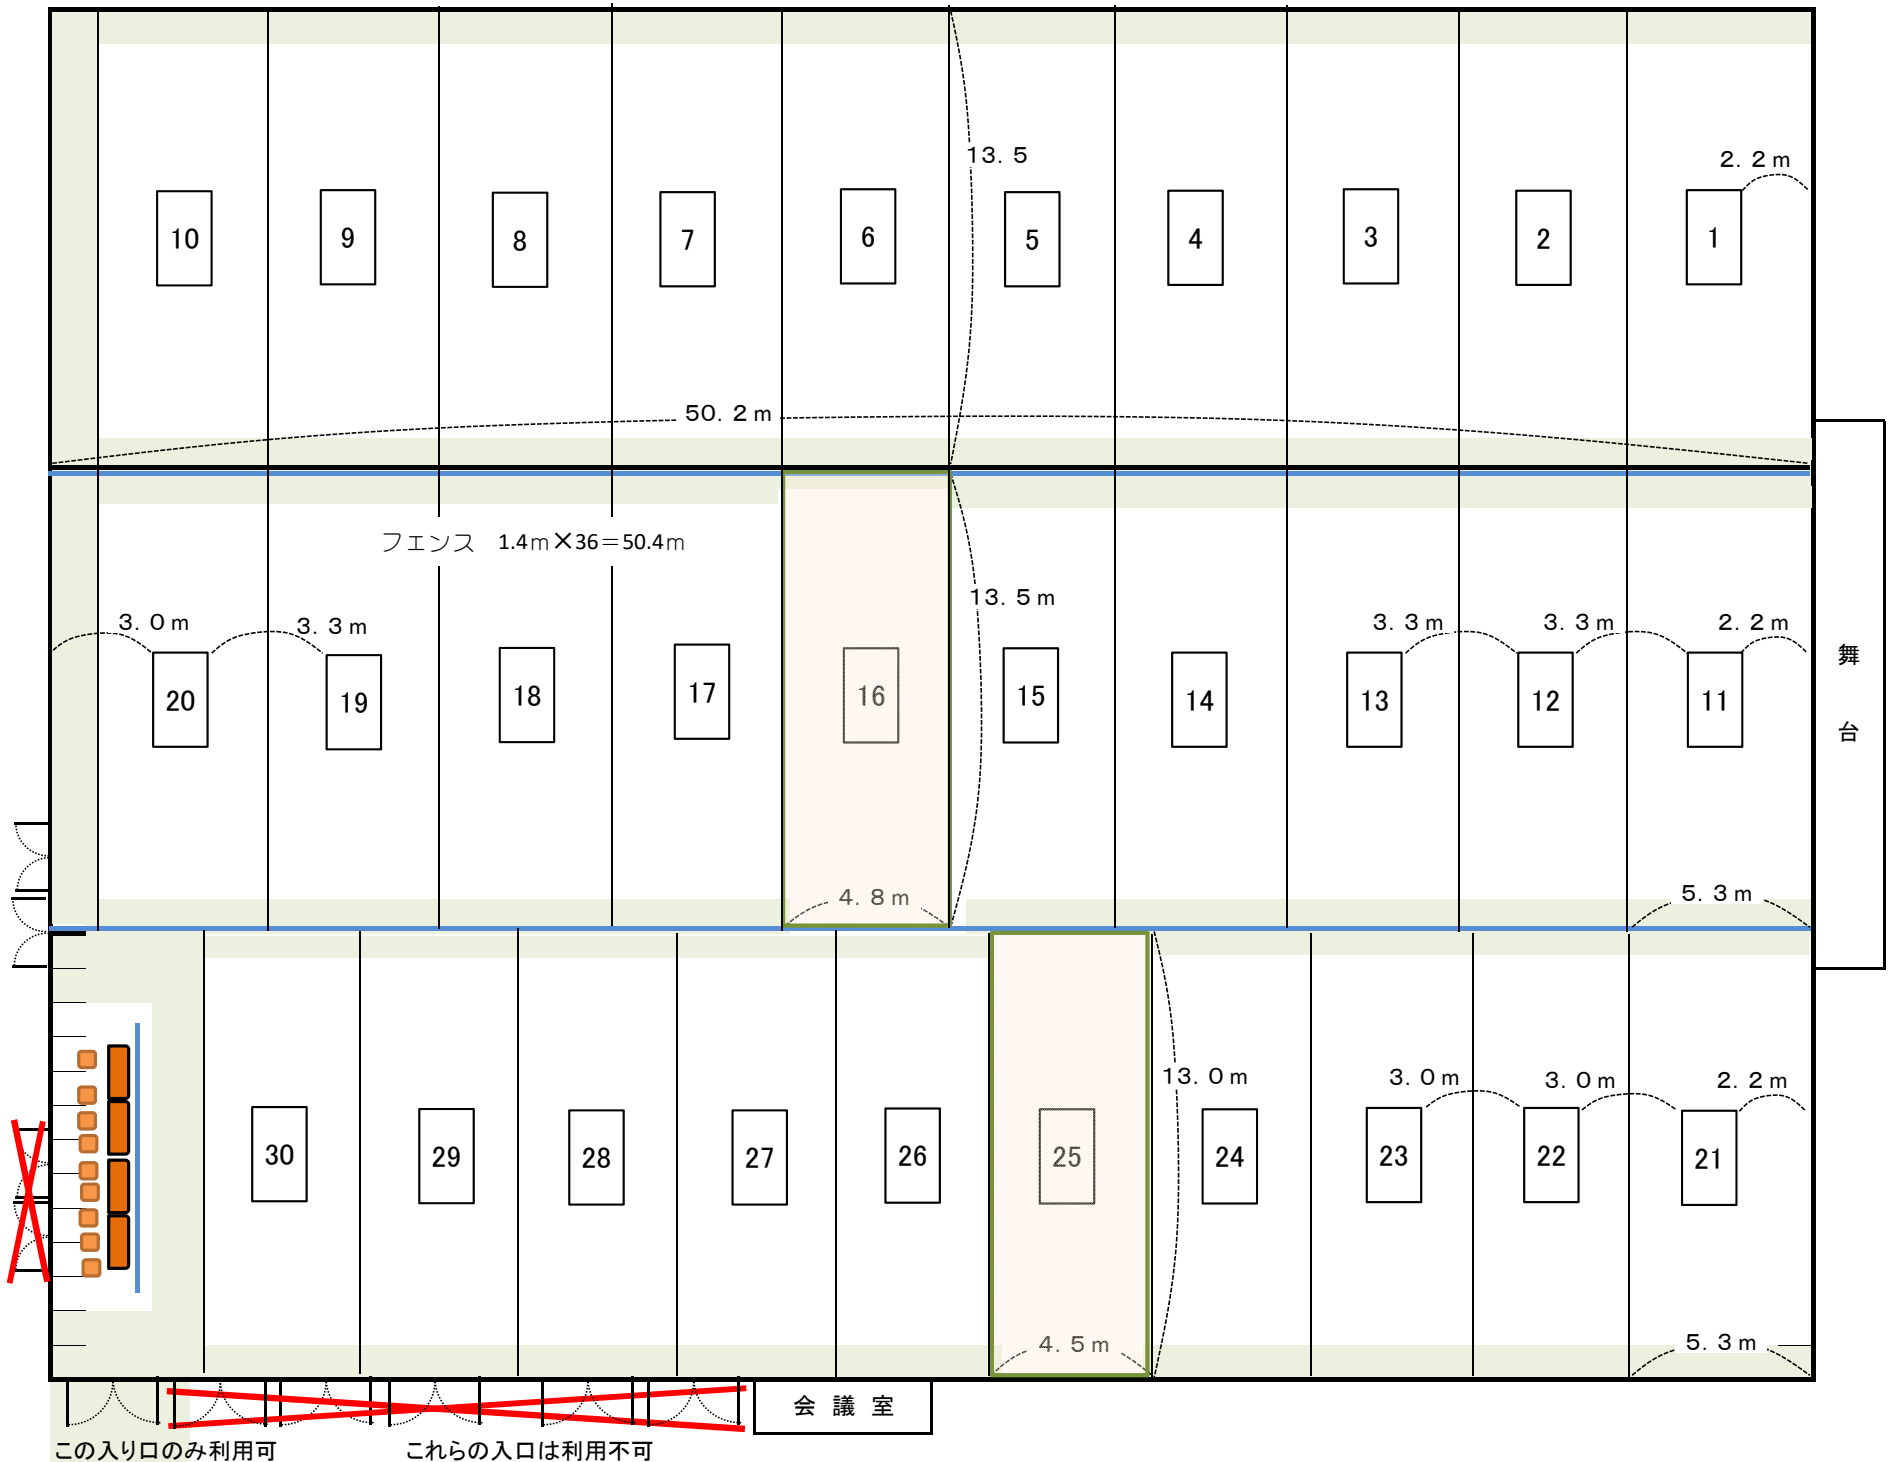 13. 5
2. 2ｍ
10
9
8
7
6
5
4
3
2
1
50. 2ｍ
フェンス 1.4ｍ×36＝50.4ｍ
13. 5ｍ
3. 0ｍ
3. 3ｍ
3. 3ｍ
3. 3ｍ
2. 2ｍ
20
19
18
17
16
15
14
13
12
11
舞
台
4. 8ｍ
5. 3ｍ
13. 0ｍ
3. 0ｍ
3. 0ｍ
2. 2ｍ
30
29
28
27
26
25
24
23
22
21
4. 5ｍ
5. 3ｍ
会 議 室
この入り口のみ利用可
これらの入口は利用不可